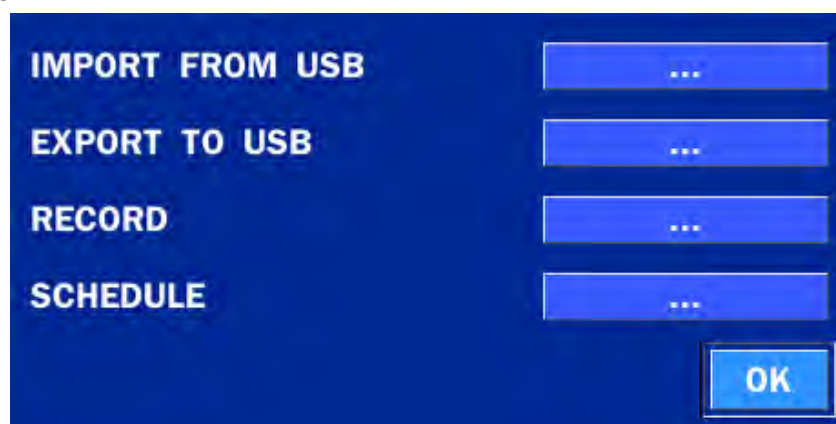 IMPORT FROM USB ...
EXPORT TO USB ...
RECORD ...
SCHEDULE ...
OK